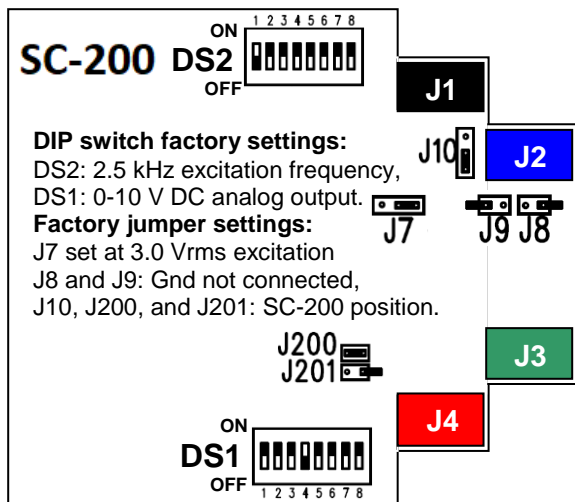 1 2 3 4 5 6 7 8
ON
SC-200 DS2
OFF
J1
DIP switch factory settings:
J10
J2
DS2: 2.5 kHz excitation frequency,
DS1: 0-10 V DC analog output.
Factory jumper settings:
J7
J9 J8
J7 set at 3.0 Vrms excitation
J8 and J9: Gnd not connected,
J10, J200, and J201: SC-200 position.
J200
J201
J3
J4
ON
DS1
OFF
1 2 3 4 5 6 7 8